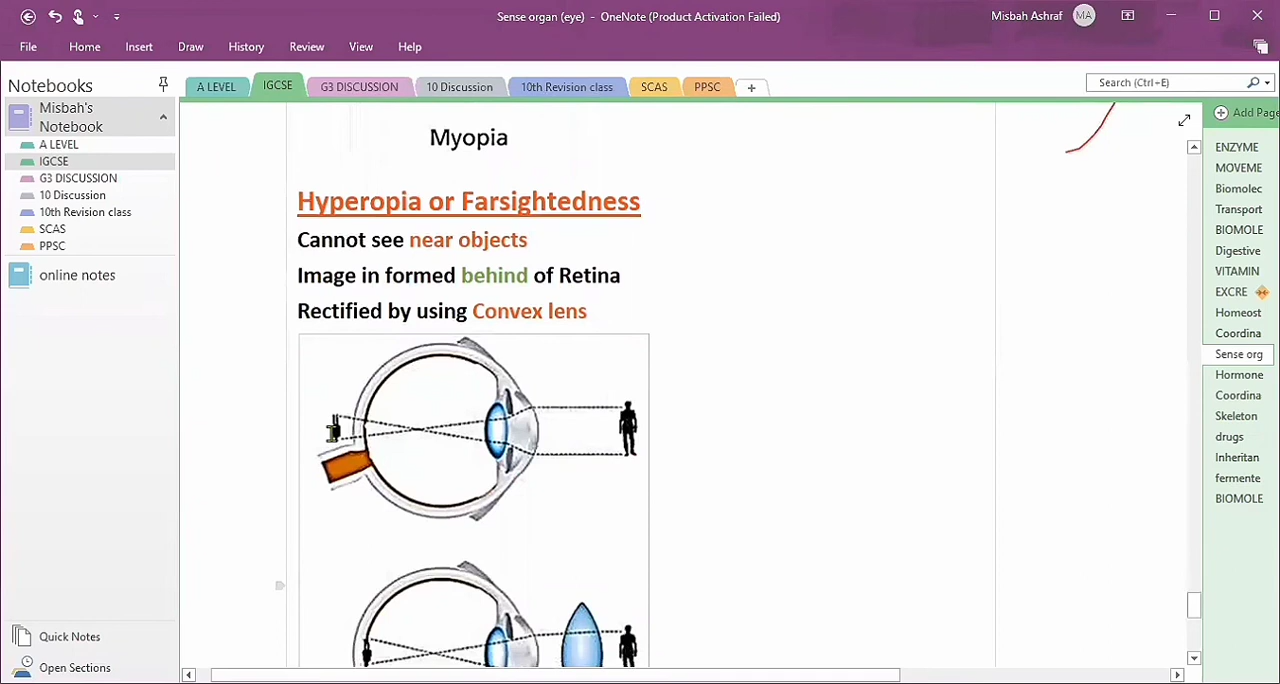 Sense organ (eye) - OneNote (Product Activation Failed)
Misbah Ashraf
MA
File
Home
Insert
Draw
History
Review
View
Help
Notebooks
Misbah's
Notebook
A LEVEL
IGCSE
G3 DISCUSSION
10 Discussion
10th Revision class
SCAS
PPSC
online notes
Quick Notes
Open Sections
A LEVEL
IGCSE
G3 DISCUSSION
10 Discussion
10th Revision class
SCAS
PPSC
+
Search (Ctrl+E)
Myopia
Hyperopia or Farsightedness
Cannot see near objects
Image in formed behind of Retina
Rectified by using Convex lens
Add Page
ENZYME
MOVEME
Biomolec
Transport
BIOMOLE
Digestive
VITAMIN
EXCRE
Homeost
Coordina
Sense org
Hormone
Coordina
Skeleton
drugs
Inheritan
fermente
BIOMOLE